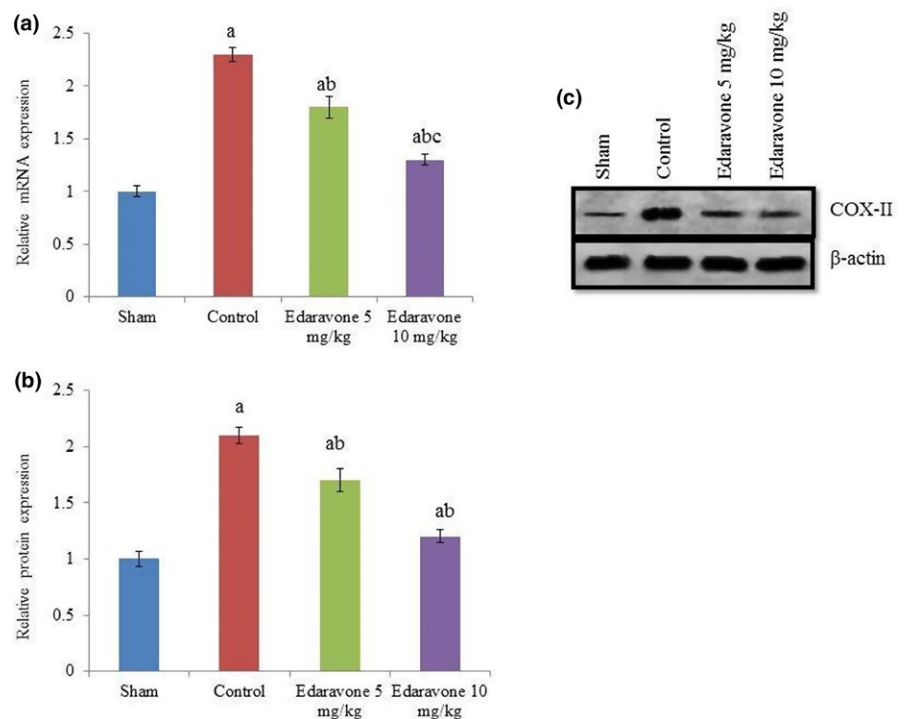 (a)
Relative mRNA expression
2.5
2
1.5
1
0.5
0
a
ab
abc
Sham
Control
Edaravone 5
mg/kg
Edaravone
10 mg/kg
(b)
Relative protein expression
2.5
2
1.5
1
0.5
0
a
ab
ab
Sham
Control
Edaravone 5
mg/kg
Edaravone 10
mg/kg
(c)
Sham
Control
Edaravone 5 mg/kg
Edaravone 10 mg/kg
COX-II
β-actin